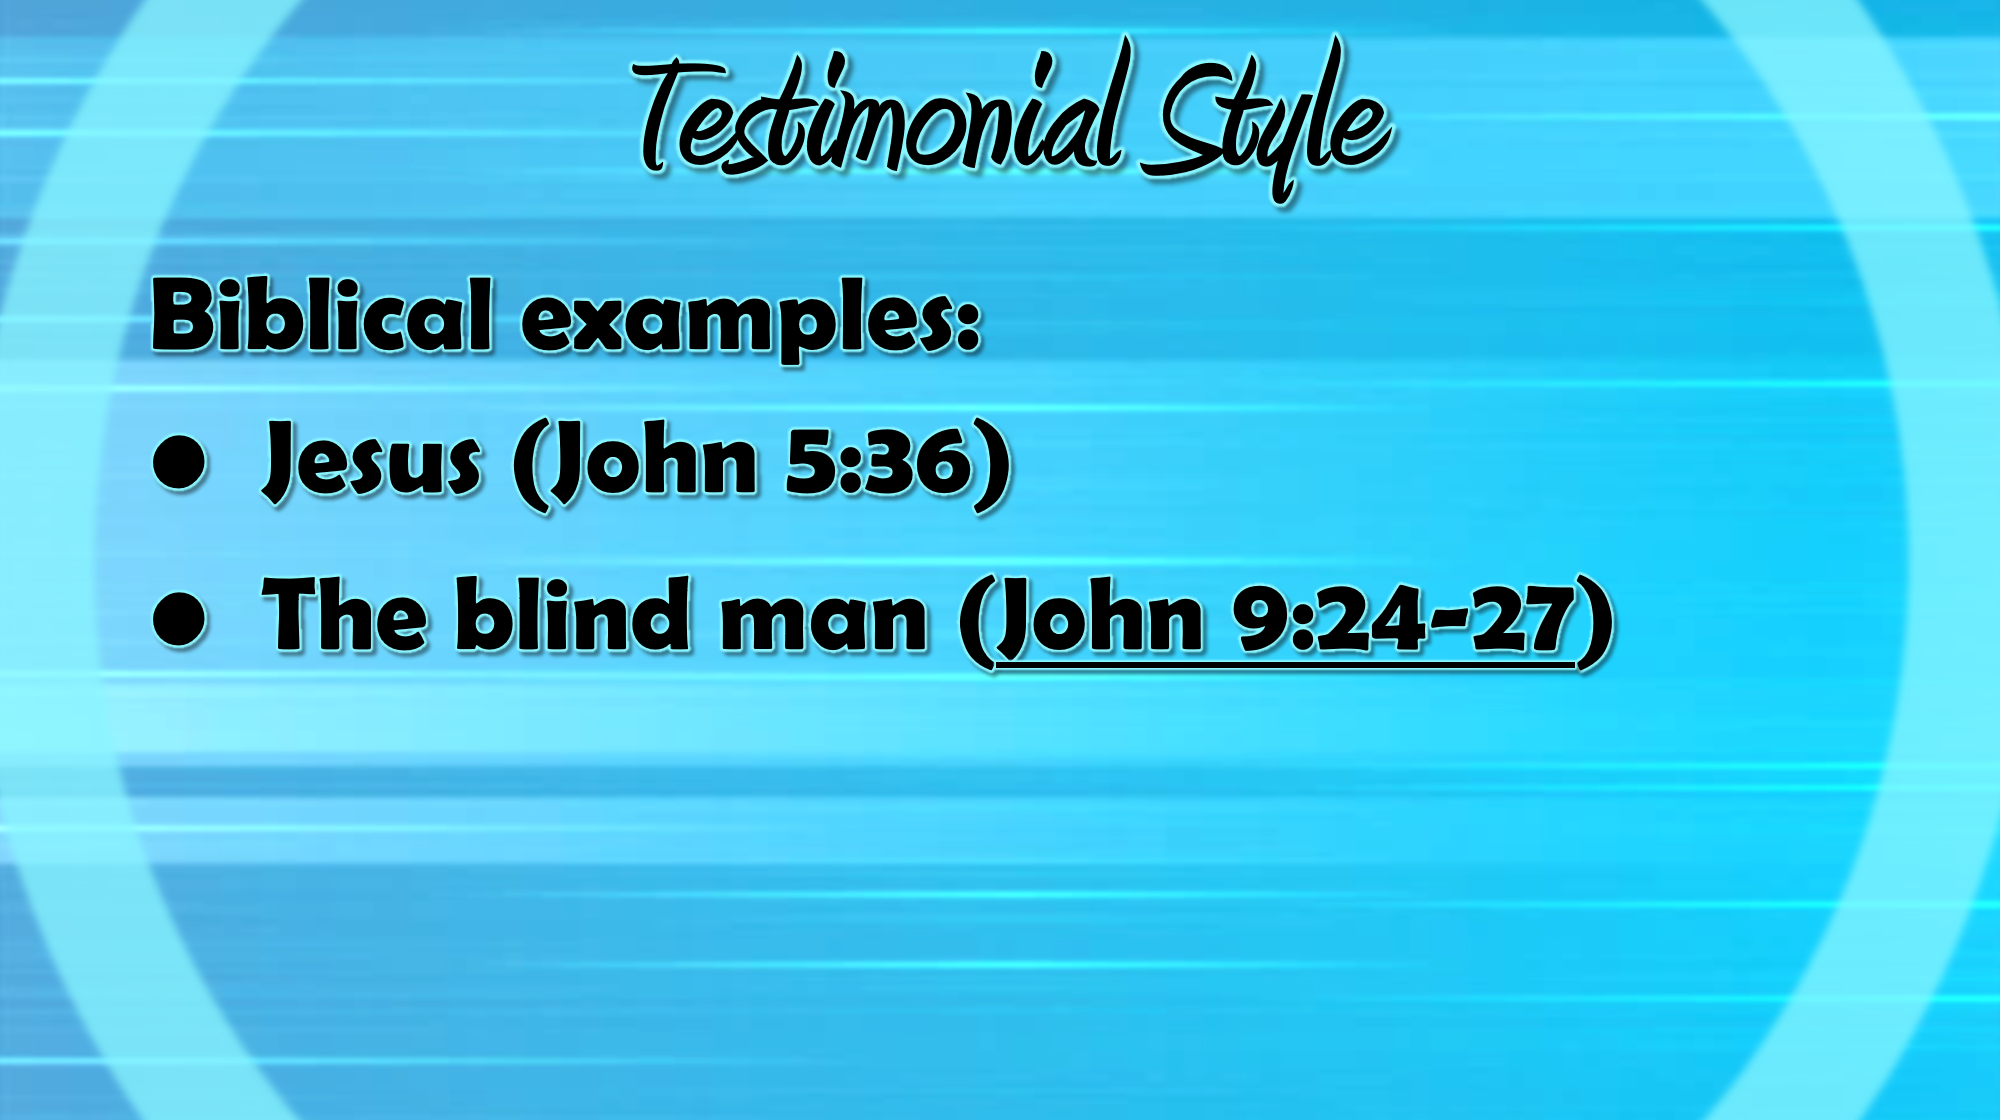 Testimonial Style
Biblical examples:
● Jesus (John 5:36)
● The blind man (John 9:24-27)